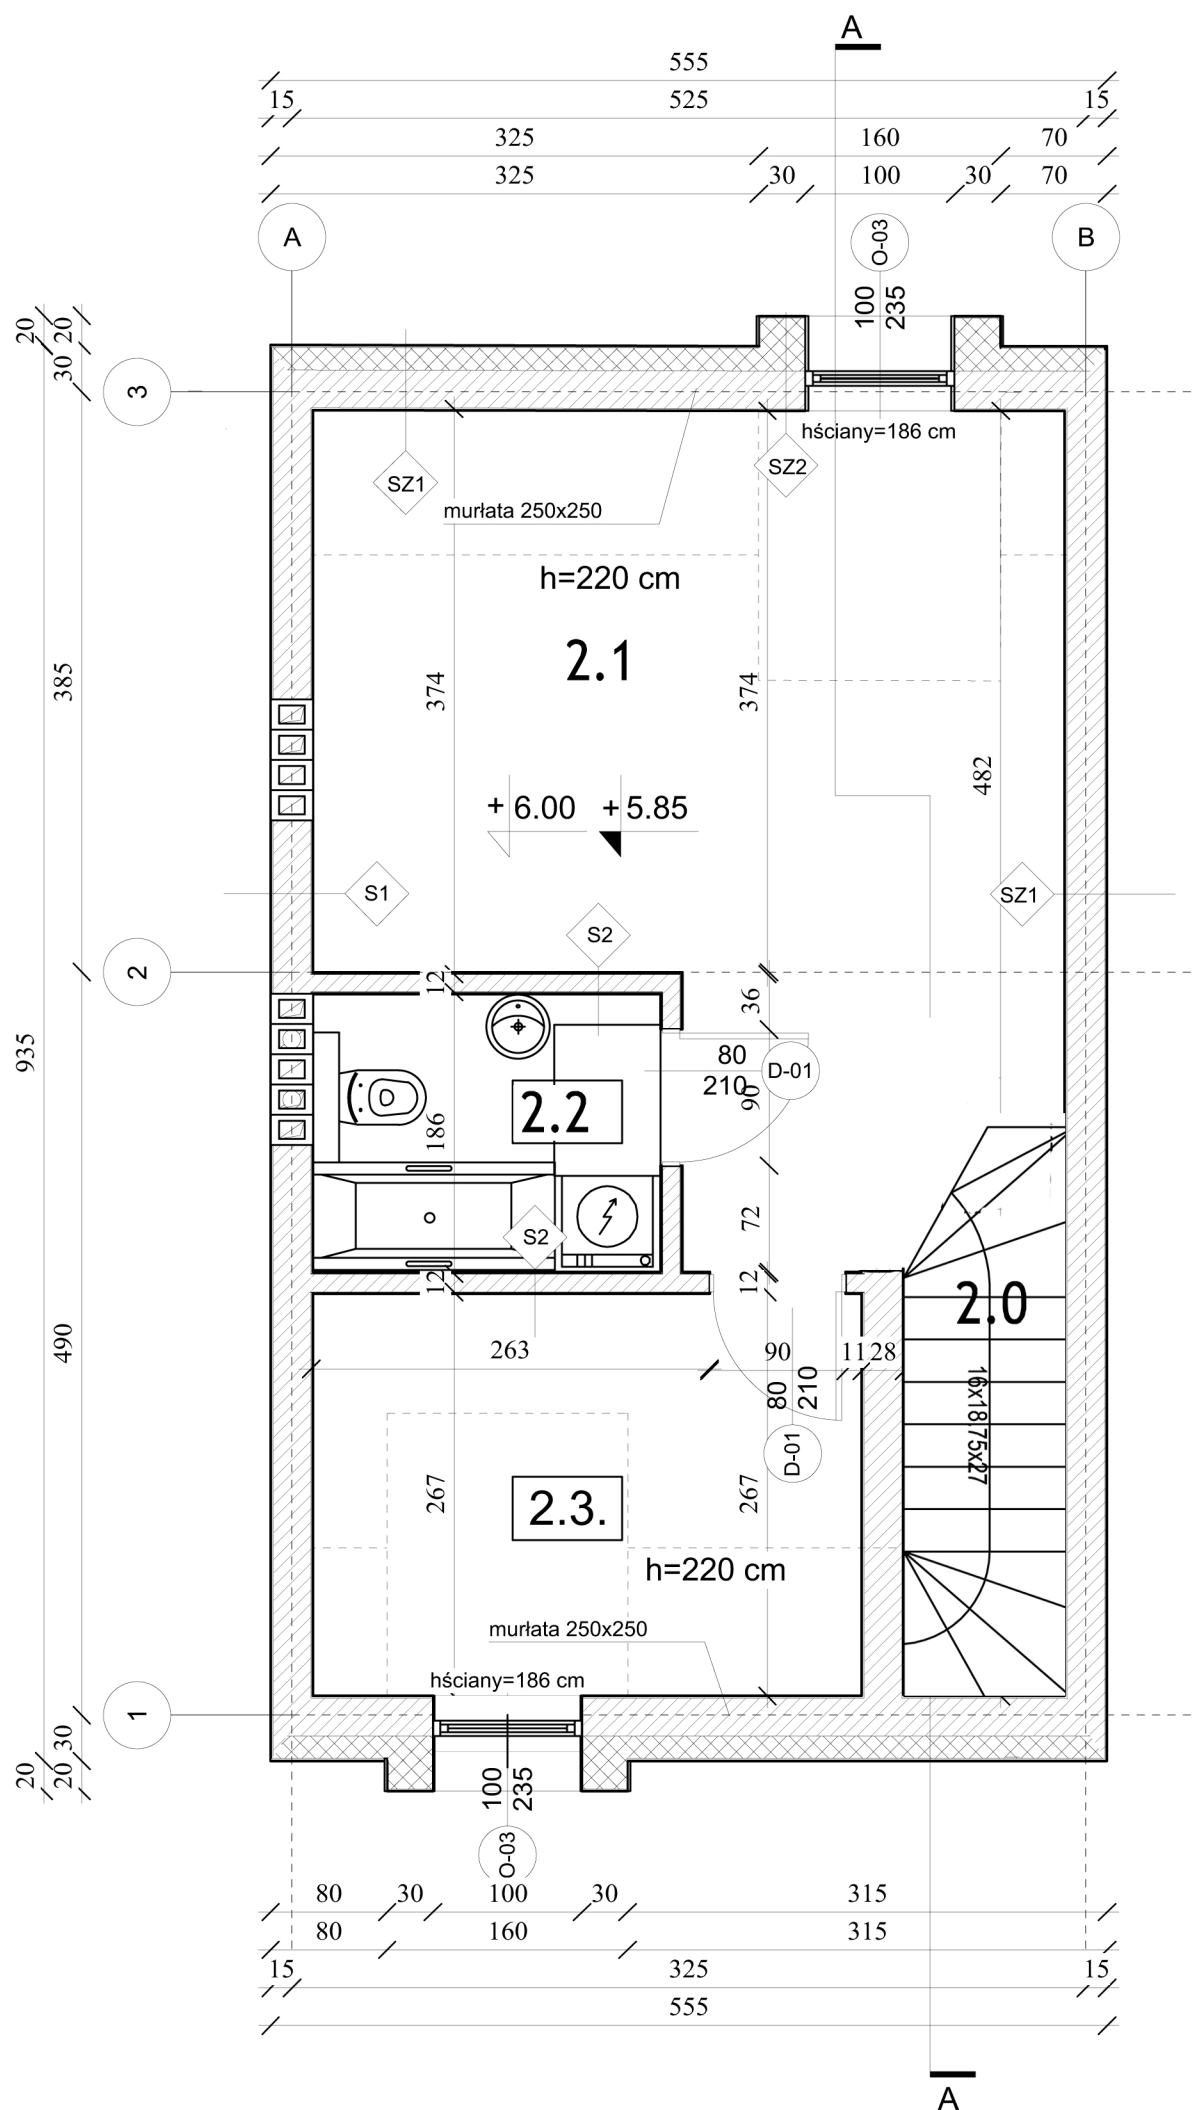 A
555
15 525 15
325 160 70
325 30 100 30 70
A
B
O-03
100
235
20 20
30
3
hściany=186 cm
SZ1
SZ2
murłata 250x250
h=220 cm
2.1
385
374
374
482
+ 6.00 + 5.85
S1
SZ1
S2
2
12
36
80
210
D-01
90
935
186
2.2
72
S2
12
12
2.0
490
263 90 11 28
80
210
16x18.75x27
D-01
267
267
2.3.
h=220 cm
murłata 250x250
hściany=186 cm
1
30
20 20
100
235
O-03
80 30 100 30 315
80 160 315
15 325 15
555
A